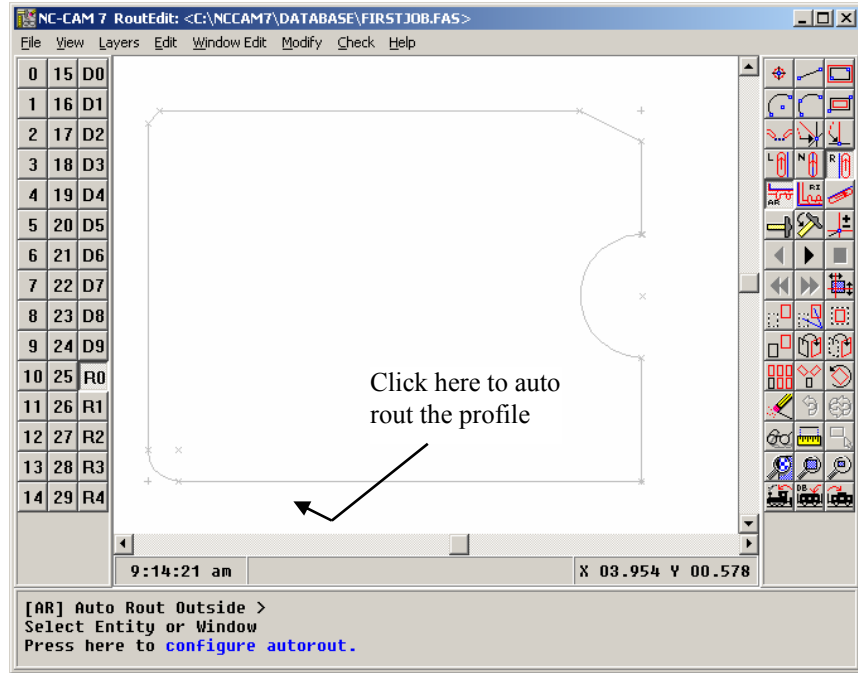 NC-CAM 7 RoutEdit: <C:\NCCAM7\DATABASE\FIRSTJOB.FAS>
File View Layers Edit Window Edit Modify Check Help
0 15 D0
1 16 D1
2 17 D2
3 18 D3
4 19 D4
5 20 D5
6 21 D6
7 22 D7
8 23 D8
9 24 D9
10 25 R0
11 26 R1
12 27 R2
13 28 R3
14 29 R4
Click here to auto
rout the profile
L N R
AR RI
DB
9:14:21 am
X 03.954 Y 00.578
[AR] Auto Rout Outside >
Select Entity or Window
Press here to configure autorout.